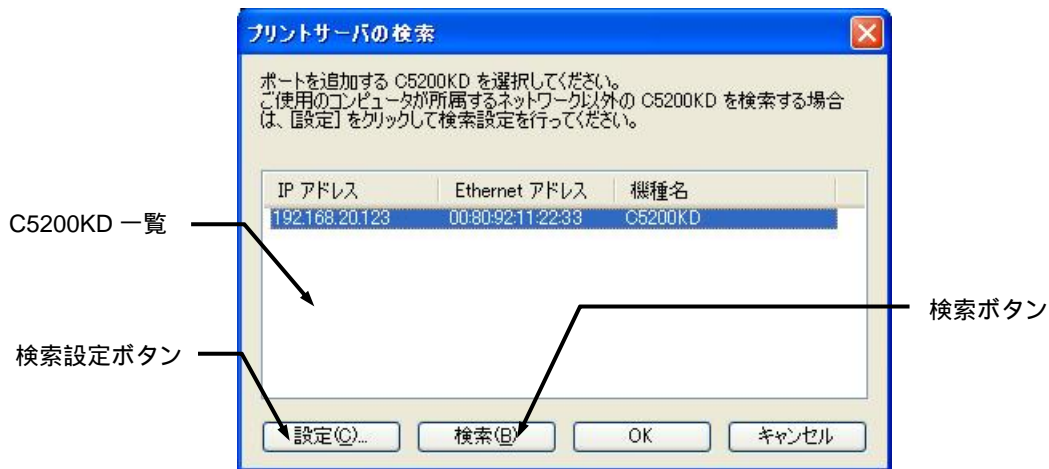 プリントサーバの検索
ポートを追加する C5200KD を選択してください。
ご使用のコンピュータが所属するネットワーク以外の C5200KD を検索する場合
は、[設定] をクリックして検索設定を行ってください。
IP アドレス Ethernet アドレス 機種名
192.168.20.123 00:80:92:11:22:33 C5200KD
C5200KD 一覧
検索ボタン
検索設定ボタン
設定(C)... 検索(B) OK キャンセル